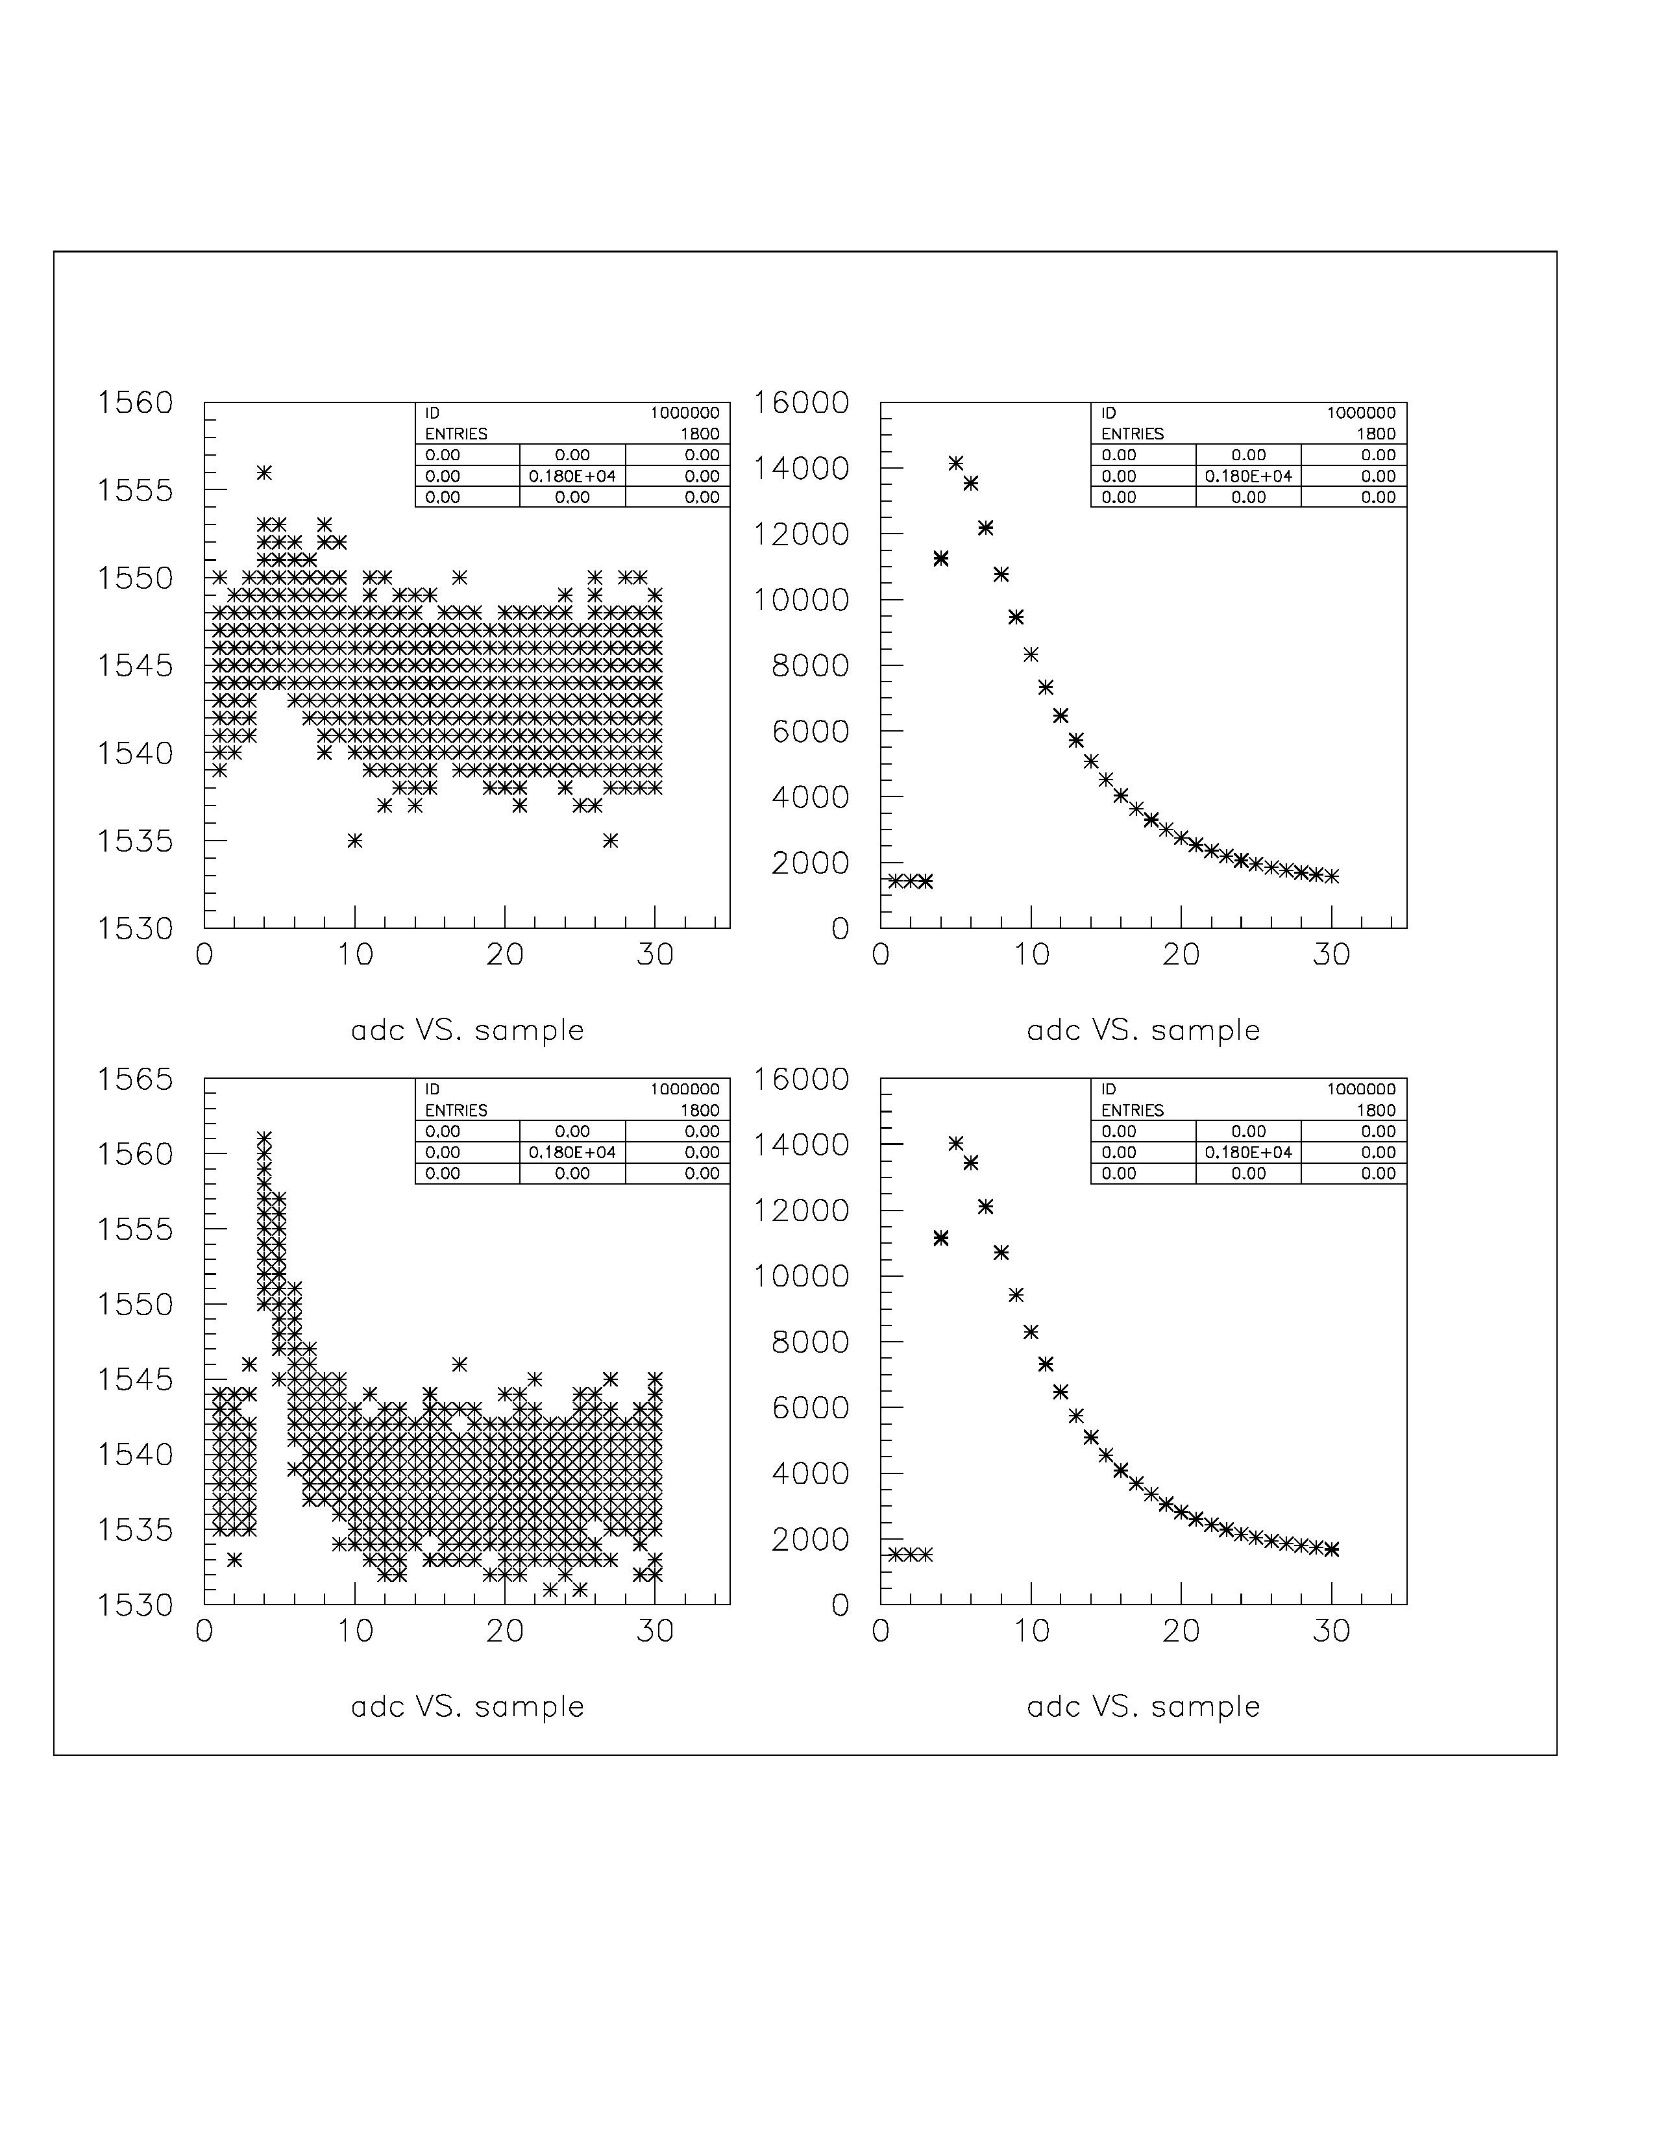 1560
1555
1550
1545
1540
1535
1530
0 10 20 30
ID 1000000
ENTRIES 1800
0.00 0.00 0.00
0.00 0.180E+04 0.00
0.00 0.00 0.00
adc VS. sample
16000
14000
12000
10000
8000
6000
4000
2000
0
0 10 20 30
ID 1000000
ENTRIES 1800
0.00 0.00 0.00
0.00 0.180E+04 0.00
0.00 0.00 0.00
adc VS. sample
1565
1560
1555
1550
1545
1540
1535
1530
0 10 20 30
ID 1000000
ENTRIES 1800
0.00 0.00 0.00
0.00 0.180E+04 0.00
0.00 0.00 0.00
adc VS. sample
16000
14000
12000
10000
8000
6000
4000
2000
0
0 10 20 30
ID 1000000
ENTRIES 1800
0.00 0.00 0.00
0.00 0.180E+04 0.00
0.00 0.00 0.00
adc VS. sample